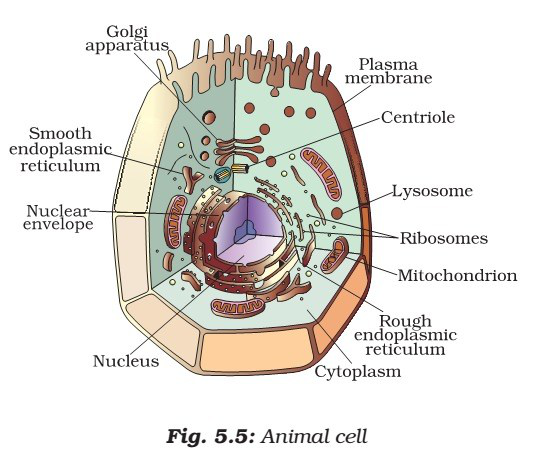 Golgi
apparatus
Plasma
membrane
Centriole
Smooth
endoplasmic
reticulum
Lysosome
Nuclear
envelope
Ribosomes
Mitochondrion
Rough
endoplasmic
reticulum
Nucleus
Cytoplasm
Fig. 5.5: Animal cell